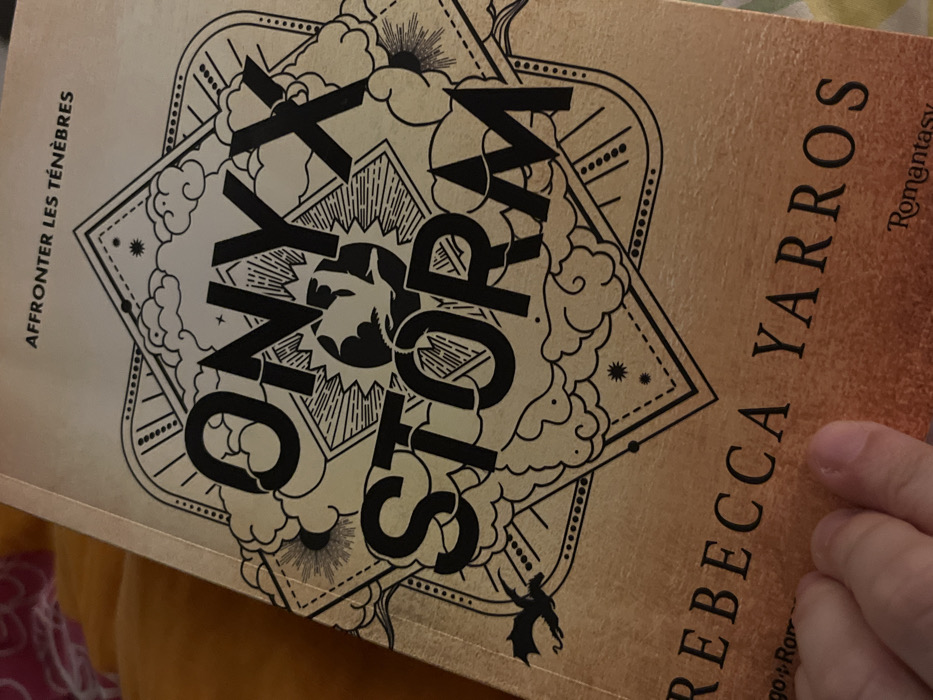 AFFRONTER LES TÉNÈBRES
ONYX
STORM
REBECCA YARROS
Romantasy